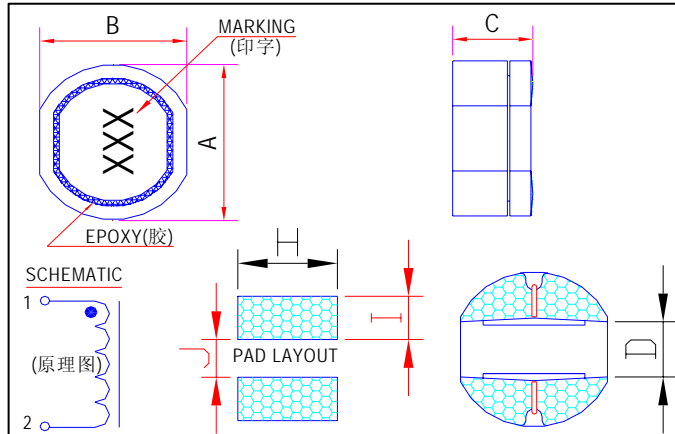 B
MARKING
(印字)
C
XXX
A
EPOXY(胶)
H
SCHEMATIC
1
I
(原理图)
J
PAD LAYOUT
D
2